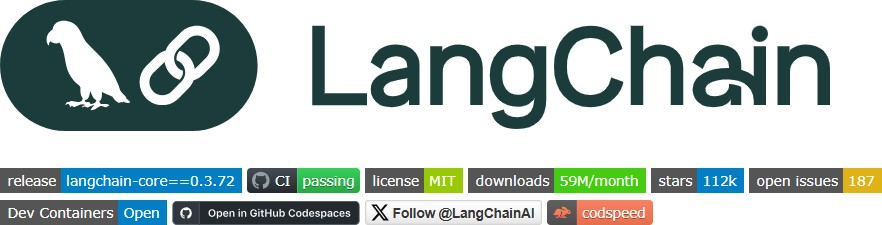 LangChain
release langchain-core==0.3.72 CI passing license MIT downloads 59M/month stars 112k open issues 187
Dev Containers Open Open in GitHub Codespaces Follow @LangChainAI codspeed